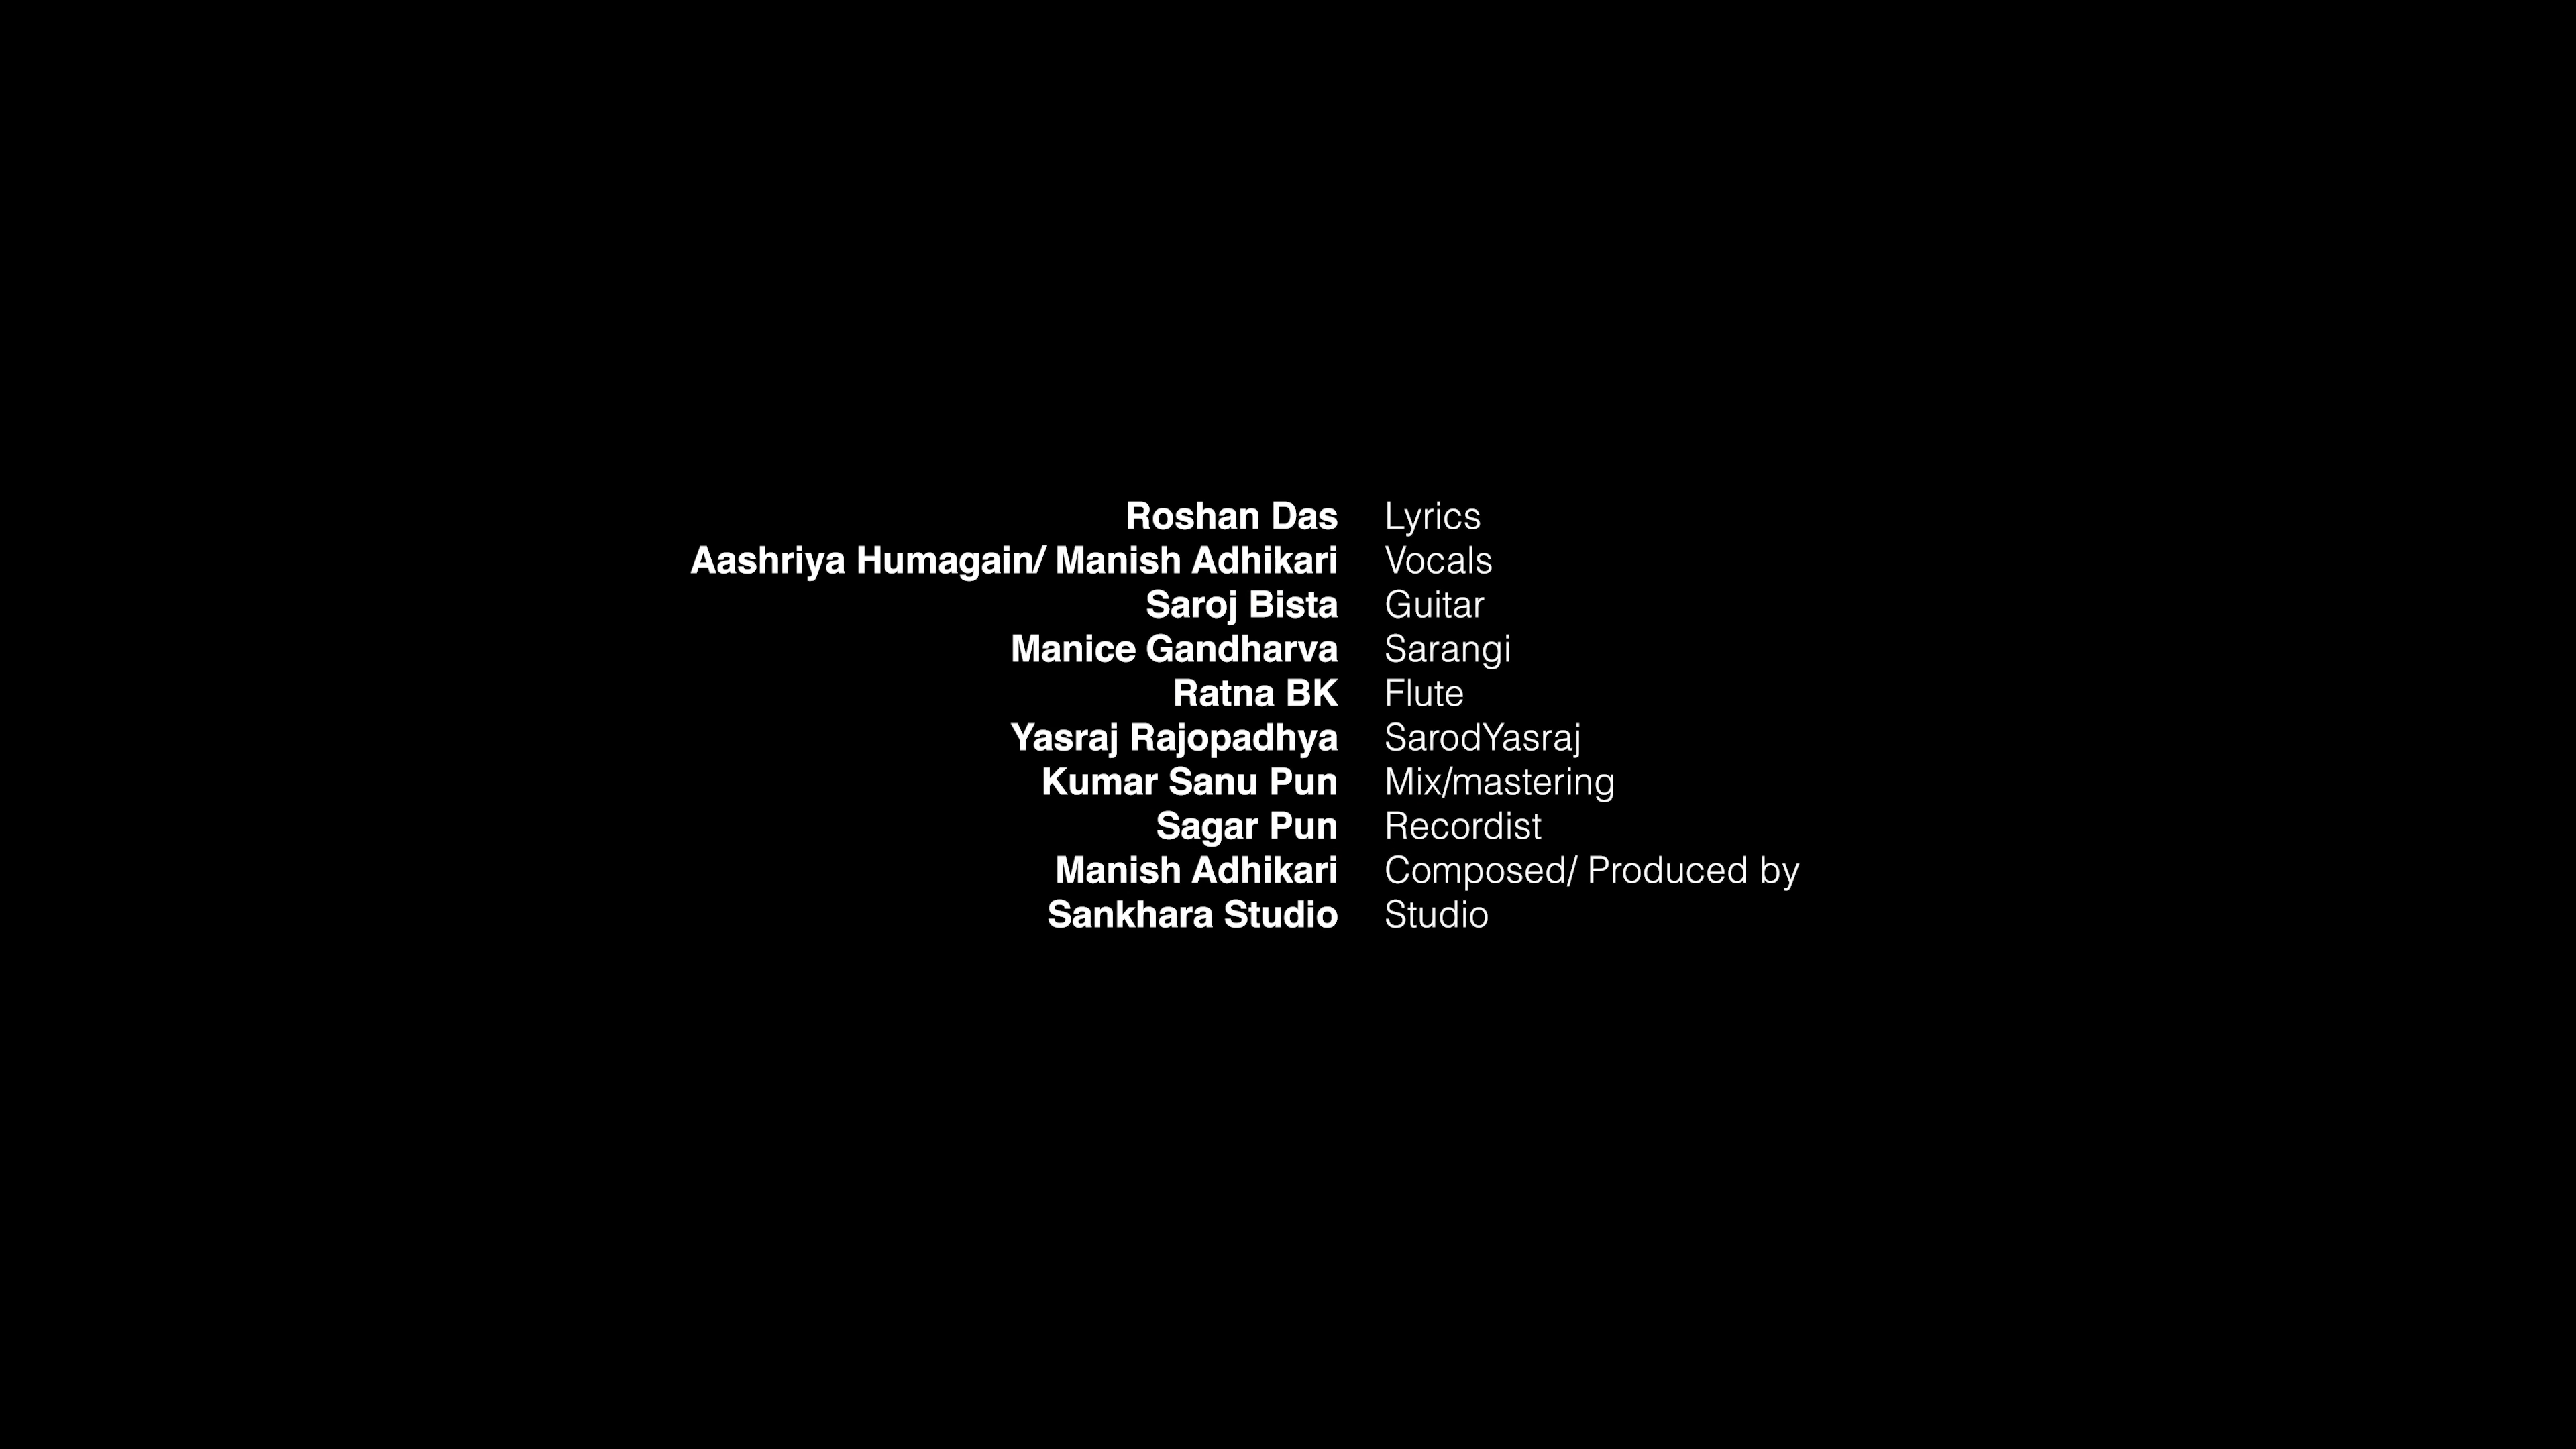 Roshan Das Lyrics
Aashriya Humagain/ Manish Adhikari Vocals
Saroj Bista Guitar
Manice Gandharva Sarangi
Ratna BK Flute
Yasraj Rajopadhya SarodYasraj
Kumar Sanu Pun Mix/mastering
Sagar Pun Recordist
Manish Adhikari Composed/ Produced by
Sankhara Studio Studio